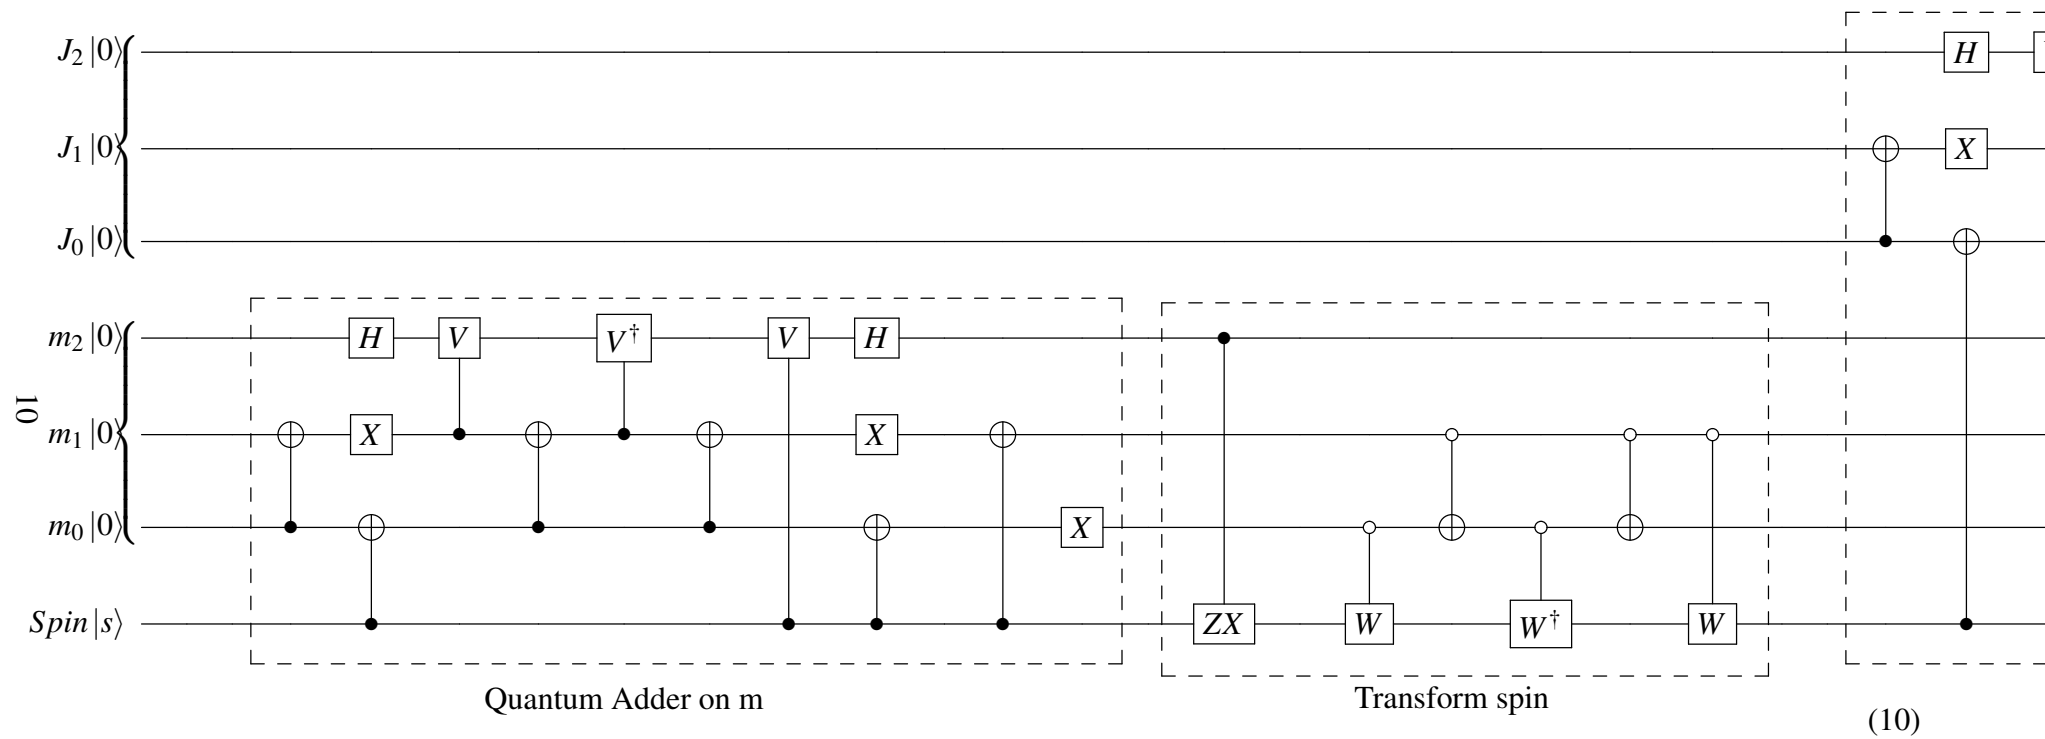 J₂ |0⟩ H
J₁ |0⟩ X
J₀ |0⟩
m₂ |0⟩ H V V† V H
10
m₁ |0⟩ X X
m₀ |0⟩ X
Spin |s⟩ ZX W W† W
Quantum Adder on m Transform spin
(10)